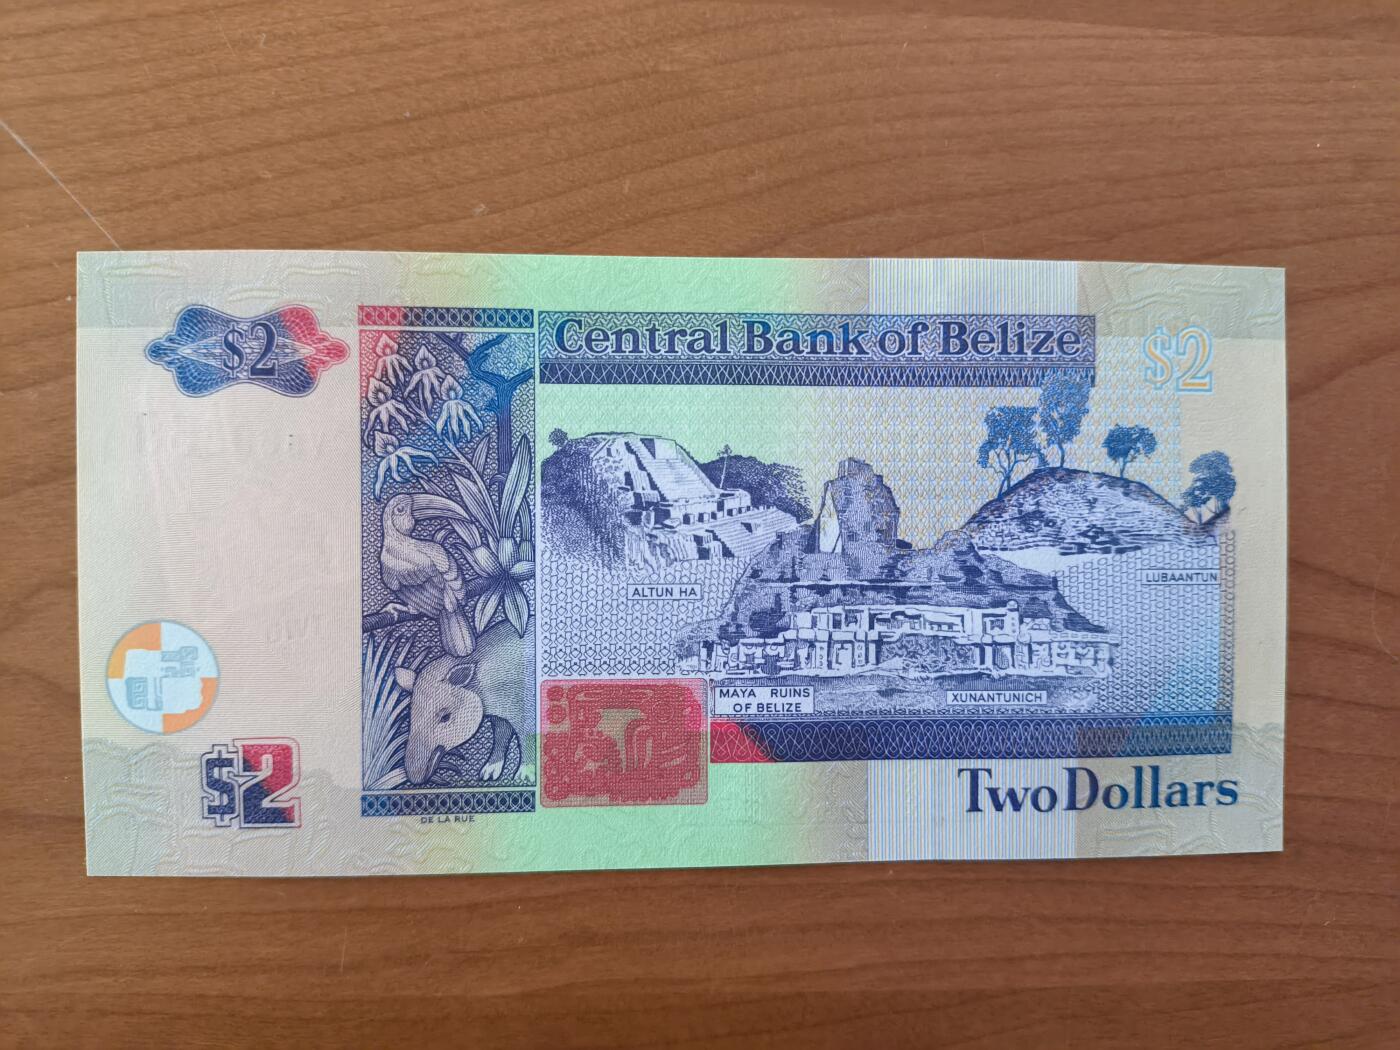 $2
Central Bank of Belize
$2
ALTUN HA
LUBAANTUN
MAYA RUINS
OF BELIZE
XUNANTUNICH
$2
Two Dollars
DE LA RUE